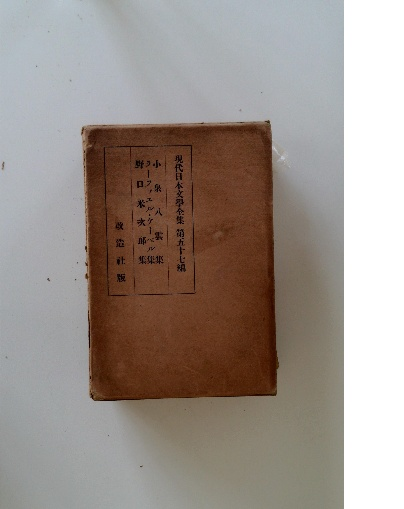 現代日本文學全集 第五十七編
小泉八雲集
ラーファエル・ケーベル集
野口米次郎集
改造社版